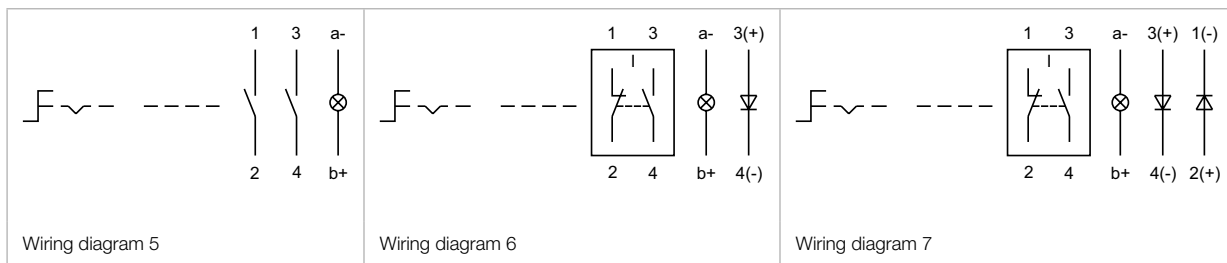 1 3 a-
2 4 b+
Wiring diagram 5
1 3 a- 3(+)
2 4 b+ 4(-)
Wiring diagram 6
1 3 a- 3(+) 1(-)
2 4 b+ 4(-) 2(+)
Wiring diagram 7